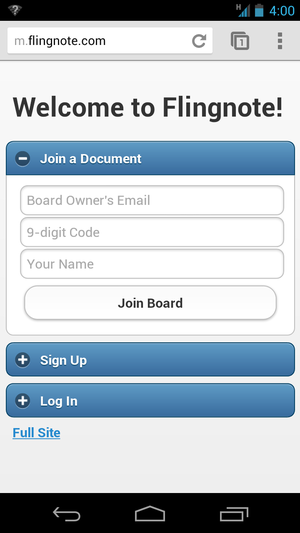 H 4:00
m.flingnote.com 1
Welcome to Flingnote!
Join a Document
Board Owner's Email
9-digit Code
Your Name
Join Board
Sign Up
Log In
Full Site